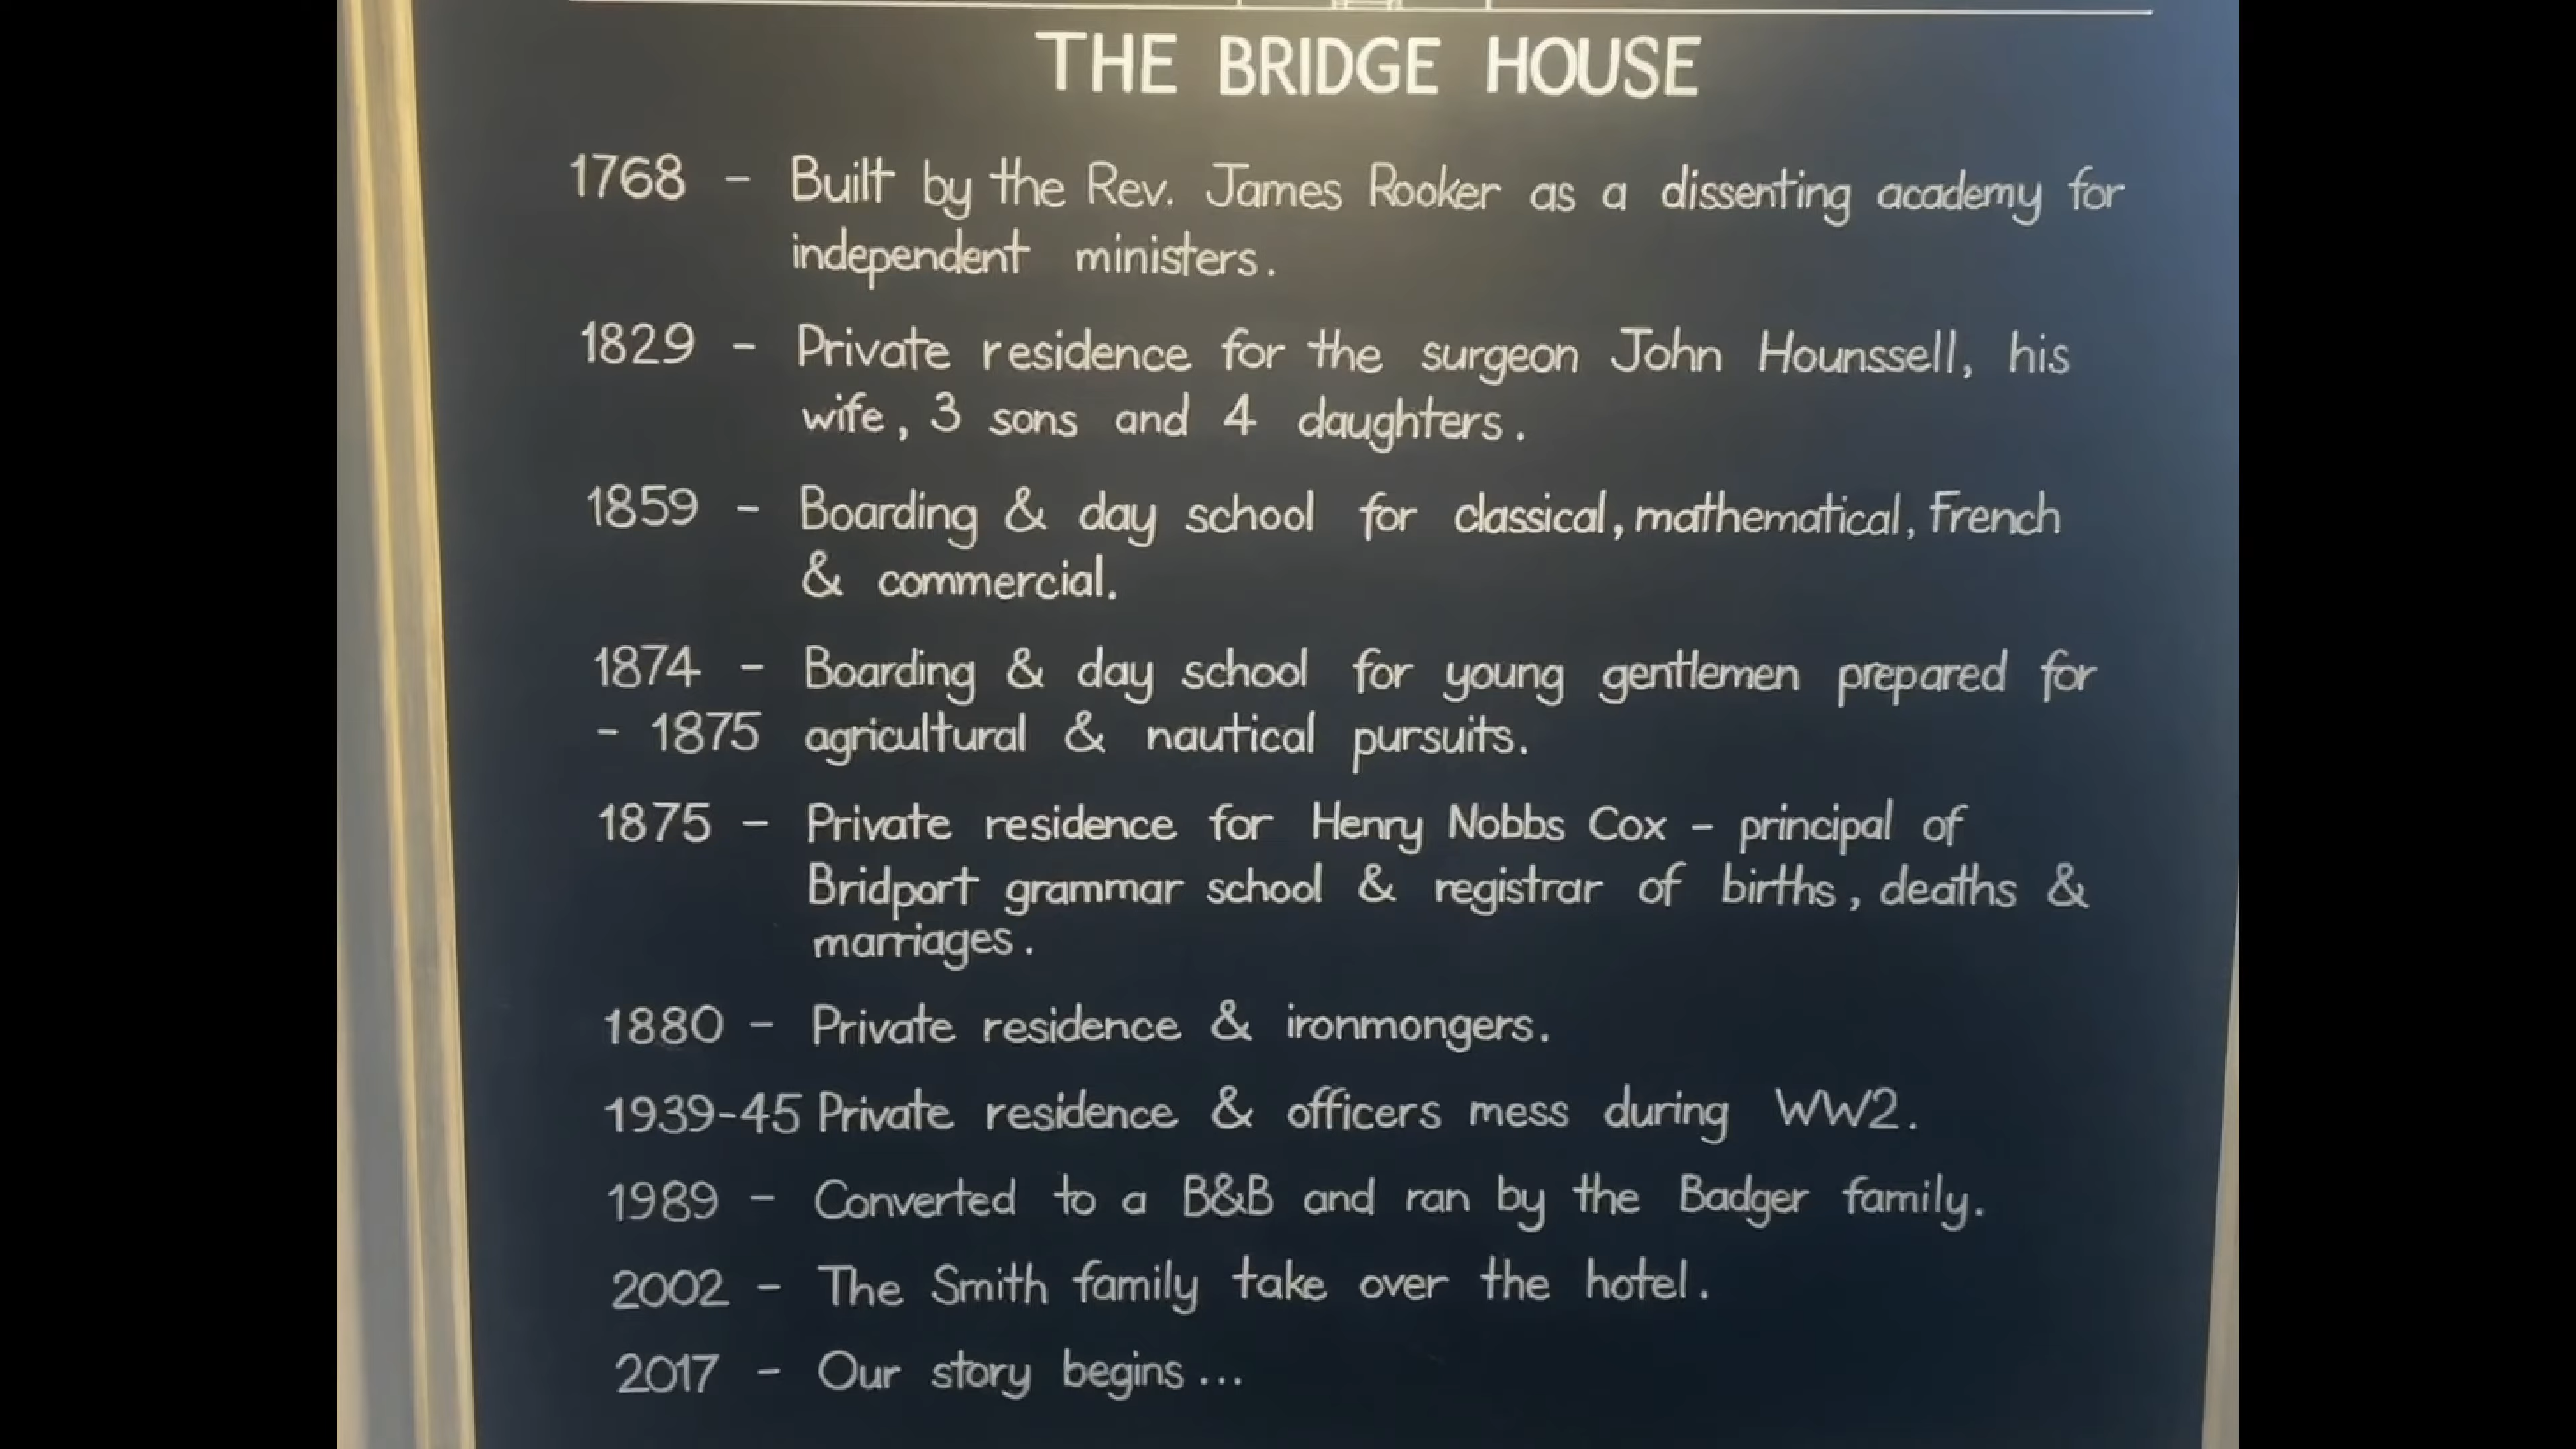 THE BRIDGE HOUSE
1768 - Built by the Rev. James Rooker as a dissenting academy for
independent ministers.
1829 - Private residence for the surgeon John Hounssell, his
wife, 3 sons and 4 daughters.
1859 - Boarding & day school for classical, mathematical, French
& commercial.
1874 - Boarding & day school for young gentlemen prepared for
- 1875 agricultural & nautical pursuits.
1875 - Private residence for Henry Nobbs Cox - principal of
Bridport grammar school & registrar of births, deaths &
marriages.
1880 - Private residence & ironmongers.
1939-45 Private residence & officers mess during WW2.
1989 - Converted to a B&B and ran by the Badger family.
2002 - The Smith family take over the hotel.
2017 - Our story begins...